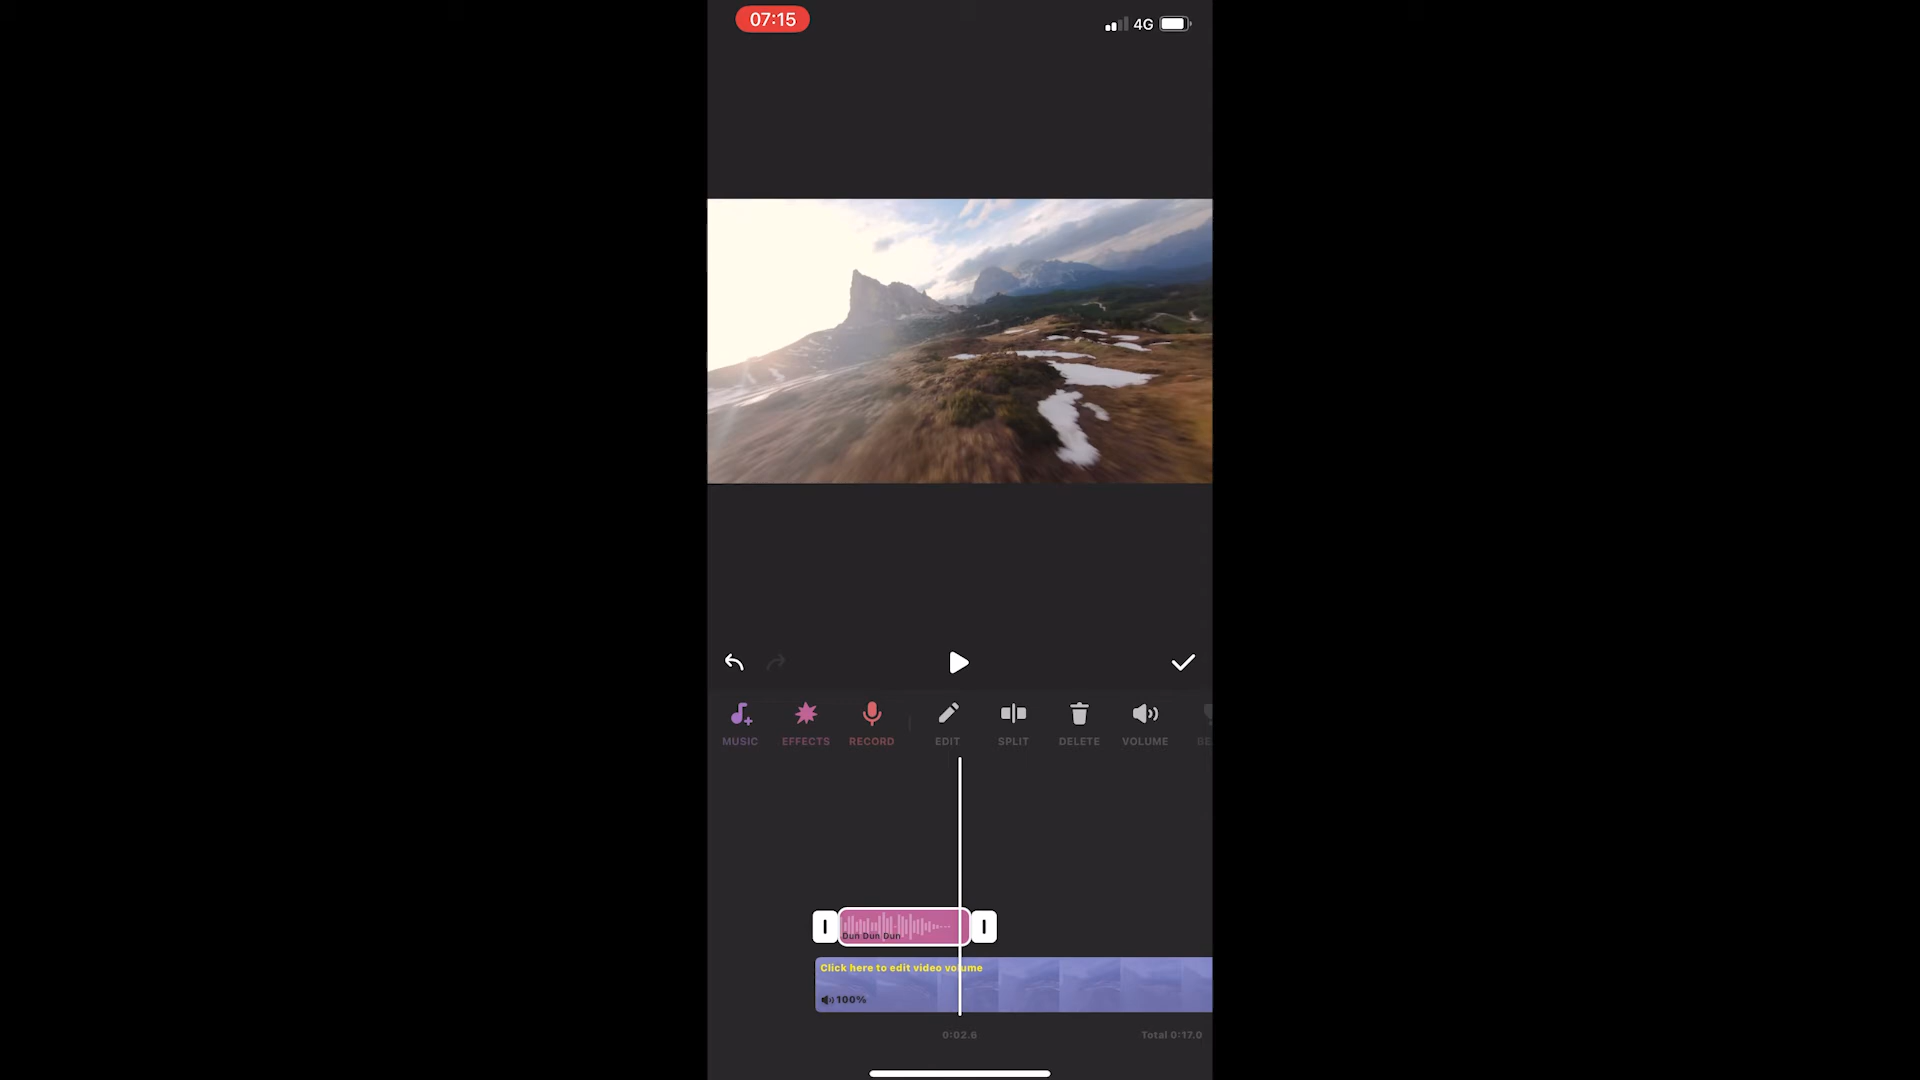 07:15
4G
MUSIC
EFFECTS
RECORD
EDIT
SPLIT
DELETE
VOLUME
BE
Dun Dun Dun
Click here to edit video volume
100%
0:02.6
Total 0:17.0